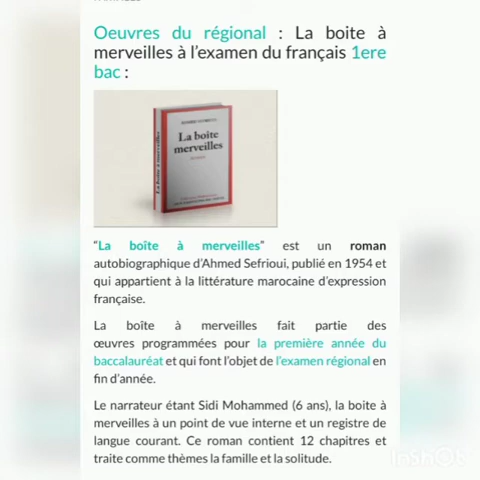 Oeuvres du régional : La boite à
merveilles à l’examen du français 1ere
bac :
La boîte à merveilles
La boîte
merveilles
“La boîte à merveilles” est un roman
autobiographique d’Ahmed Sefrioui, publié en 1954 et
qui appartient à la littérature marocaine d’expression
française.
La boîte à merveilles fait partie des
œuvres programmées pour la première année du
baccalauréat et qui font l’objet de l’examen régional en
fin d’année.
Le narrateur étant Sidi Mohammed (6 ans), la boite à
merveilles à un point de vue interne et un registre de
langue courant. Ce roman contient 12 chapitres et
traite comme thèmes la famille et la solitude.
InShot